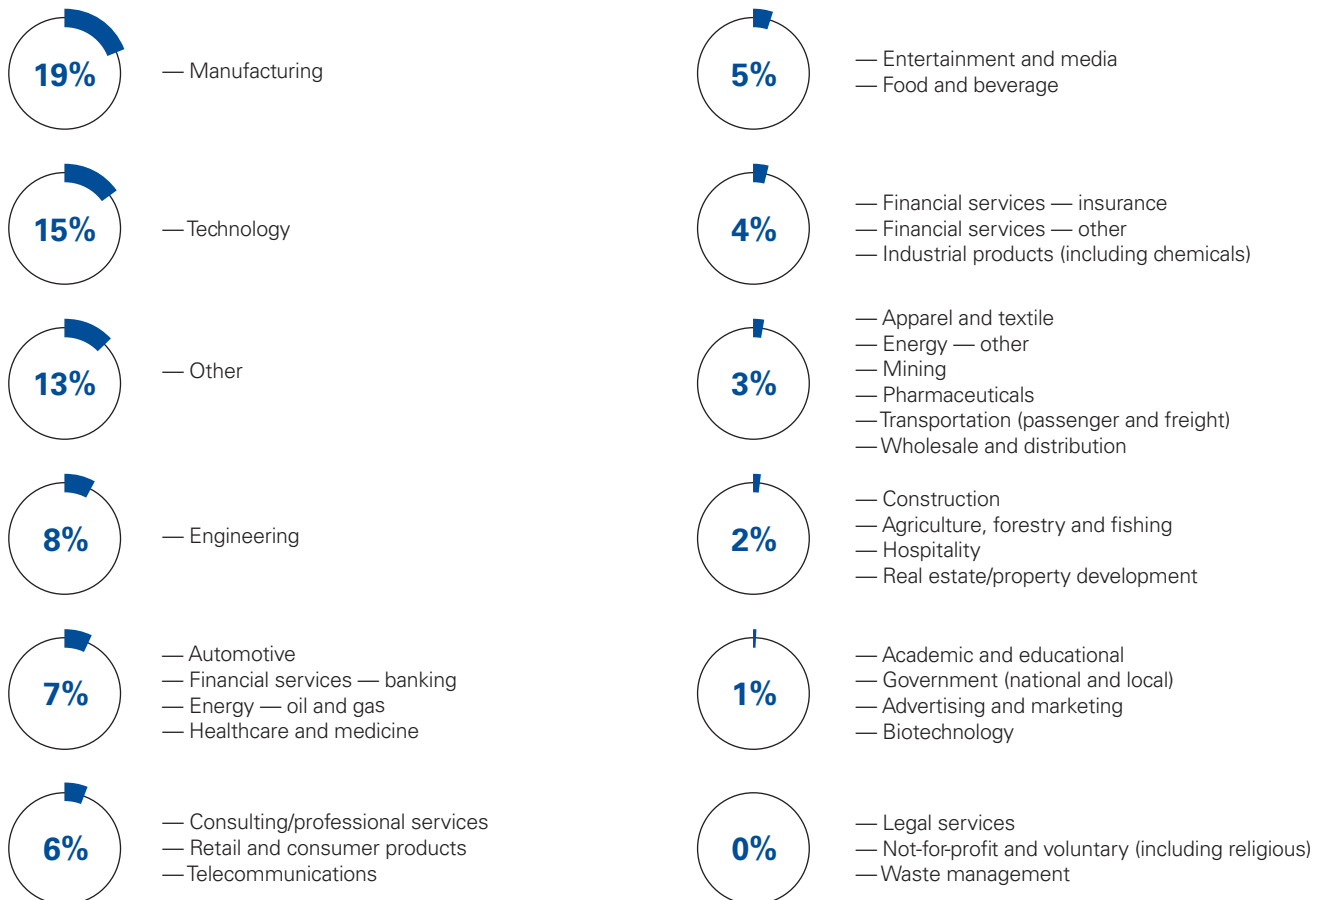 19%
— Manufacturing
15%
— Technology
13%
— Other
8%
— Engineering
7%
— Automotive
— Financial services — banking
— Energy — oil and gas
— Healthcare and medicine
6%
— Consulting/professional services
— Retail and consumer products
— Telecommunications
5%
— Entertainment and media
— Food and beverage
4%
— Financial services — insurance
— Financial services — other
— Industrial products (including chemicals)
3%
— Apparel and textile
— Energy — other
— Mining
— Pharmaceuticals
— Transportation (passenger and freight)
— Wholesale and distribution
2%
— Construction
— Agriculture, forestry and fishing
— Hospitality
— Real estate/property development
1%
— Academic and educational
— Government (national and local)
— Advertising and marketing
— Biotechnology
0%
— Legal services
— Not-for-profit and voluntary (including religious)
— Waste management